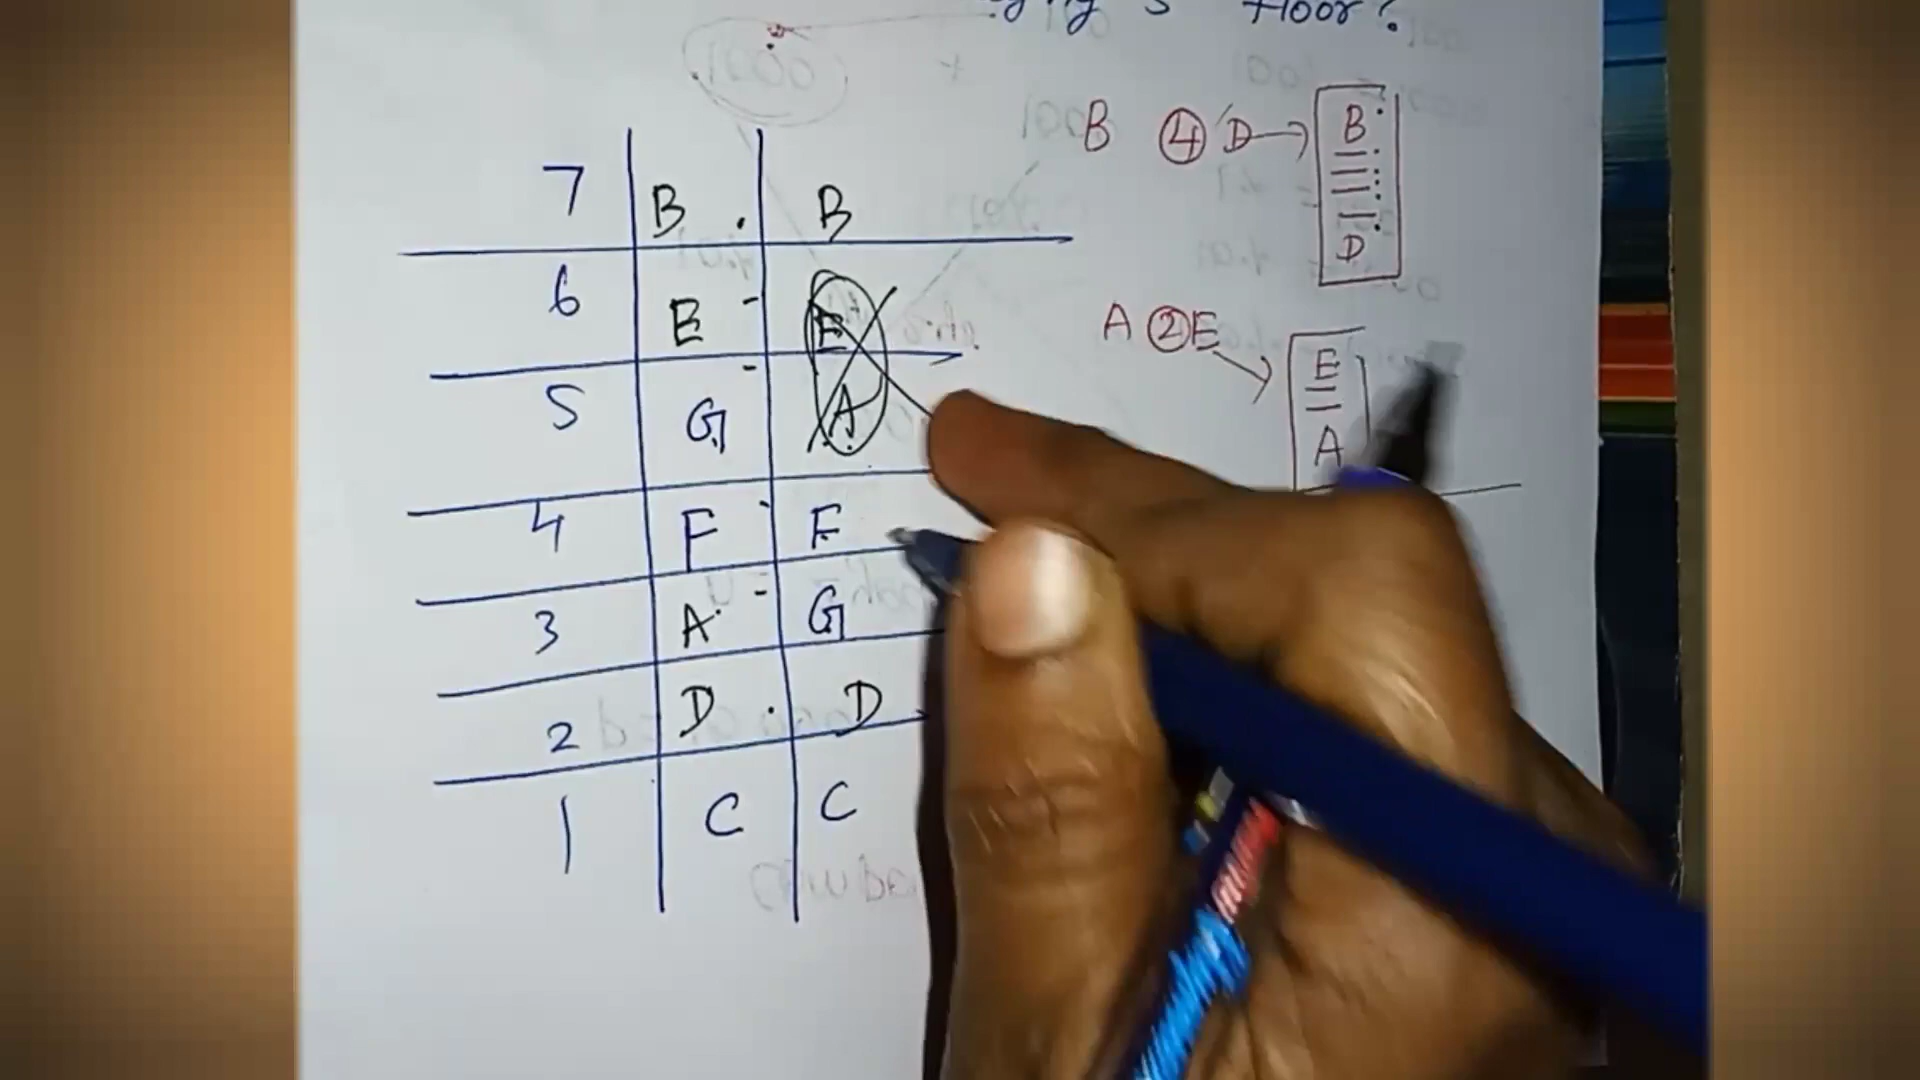 Floor?
B ④ D → B
D
7 B . B
6 E - E
A ② E → E
A
5 G - A
4 F F
3 A - G
2 D . D
1 C C